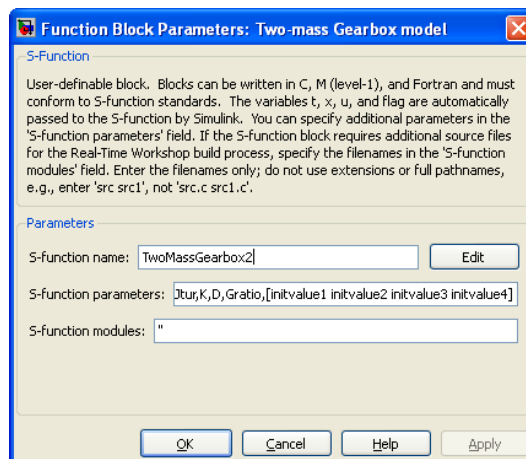 Function Block Parameters: Two-mass Gearbox model
S-Function
User-definable block. Blocks can be written in C, M (level-1), and Fortran and must
conform to S-function standards. The variables t, x, u, and flag are automatically
passed to the S-function by Simulink. You can specify additional parameters in the
'S-function parameters' field. If the S-function block requires additional source files
for the Real-Time Workshop build process, specify the filenames in the 'S-function
modules' field. Enter the filenames only; do not use extensions or full pathnames,
e.g., enter 'src src1', not 'src.c src1.c'.
Parameters
S-function name: TwoMassGearbox2 Edit
S-function parameters: Jtur,K,D,Gratio,[initvalue1 initvalue2 initvalue3 initvalue4]
S-function modules: ''
OK Cancel Help Apply